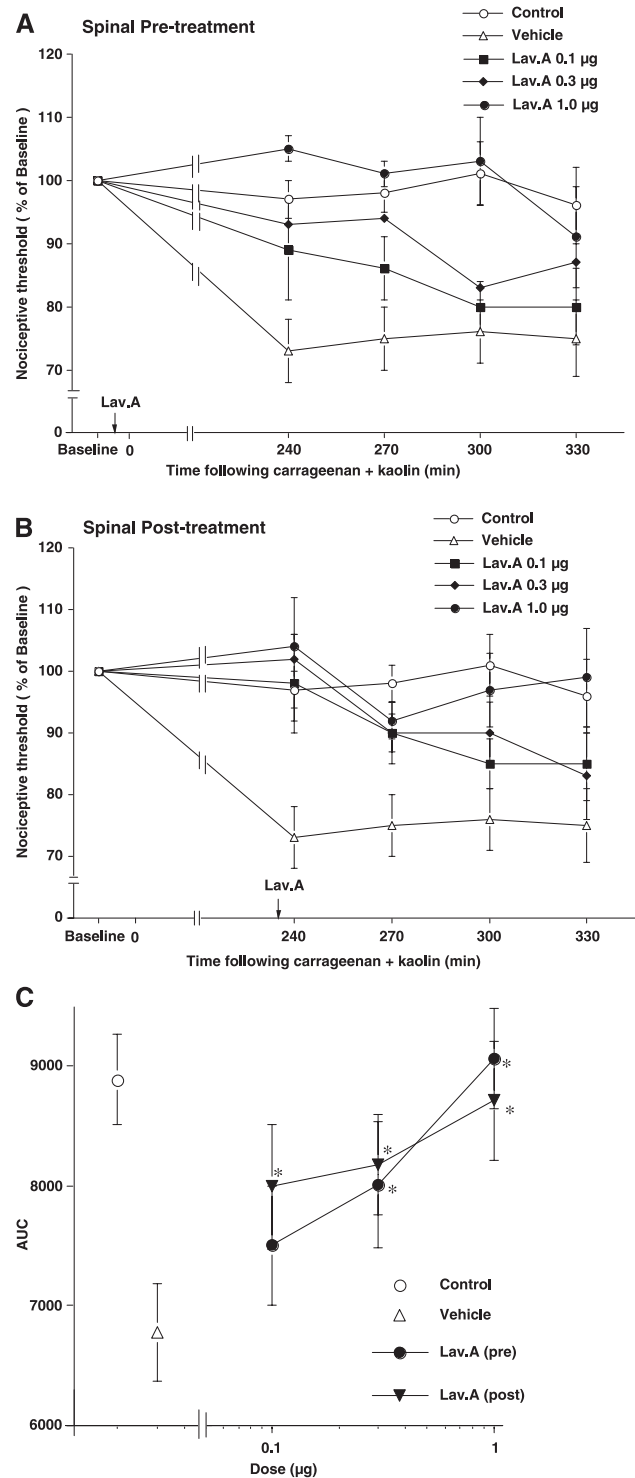 A
Spinal Pre-treatment
Control
Vehicle
Lav.A 0.1 µg
Lav.A 0.3 µg
Lav.A 1.0 µg
Nociceptive threshold ( % of Baseline )
120
110
100
90
80
70
0
Lav.A
Baseline 0 240 270 300 330
Time following carrageenan + kaolin (min)
B
Spinal Post-treatment
Control
Vehicle
Lav.A 0.1 µg
Lav.A 0.3 µg
Lav.A 1.0 µg
Nociceptive threshold ( % of Baseline )
120
110
100
90
80
70
0
Lav.A
Baseline 0 240 270 300 330
Time following carrageenan + kaolin (min)
C
AUC
9000
8000
7000
6000
* * * * *
Control
Vehicle
Lav.A (pre)
Lav.A (post)
0.1 1
Dose (µg)